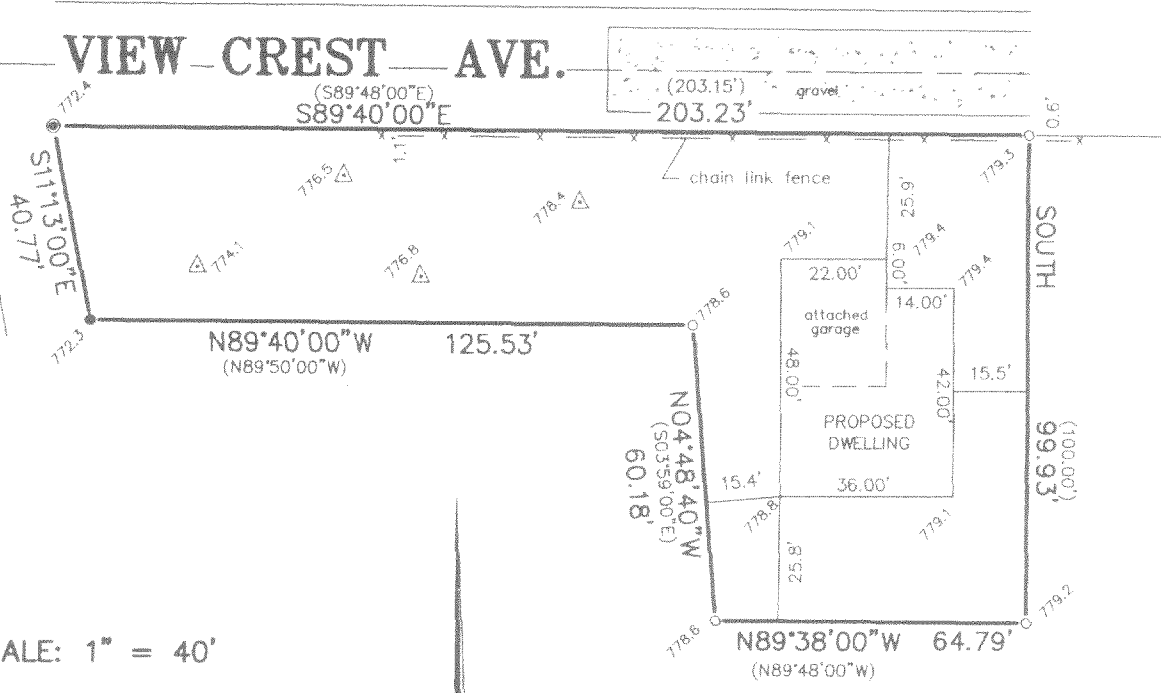 VIEW CREST AVE.
(S89°48'00"E)
S89°40'00"E
(203.15')
203.23'
gravel
0.9'
772.4
1.1'
776.5
778.4
chain link fence
779.3
S11°13'00"E
40.77'
774.1
776.8
779.1
25.9'
779.4
6.00'
779.4
SOUTH
22.00'
14.00'
attached
garage
772.3
N89°40'00"W 125.53'
(N89°50'00"W)
778.6
48.00'
42.00'
15.5'
PROPOSED
DWELLING
(100.00')
99.93'
N04°48'40"W
(S03°59'00"E)
60.18'
15.4'
36.00'
778.8
779.1
25.8'
778.6
779.2
N89°38'00"W 64.79'
(N89°48'00"W)
ALE: 1" = 40'